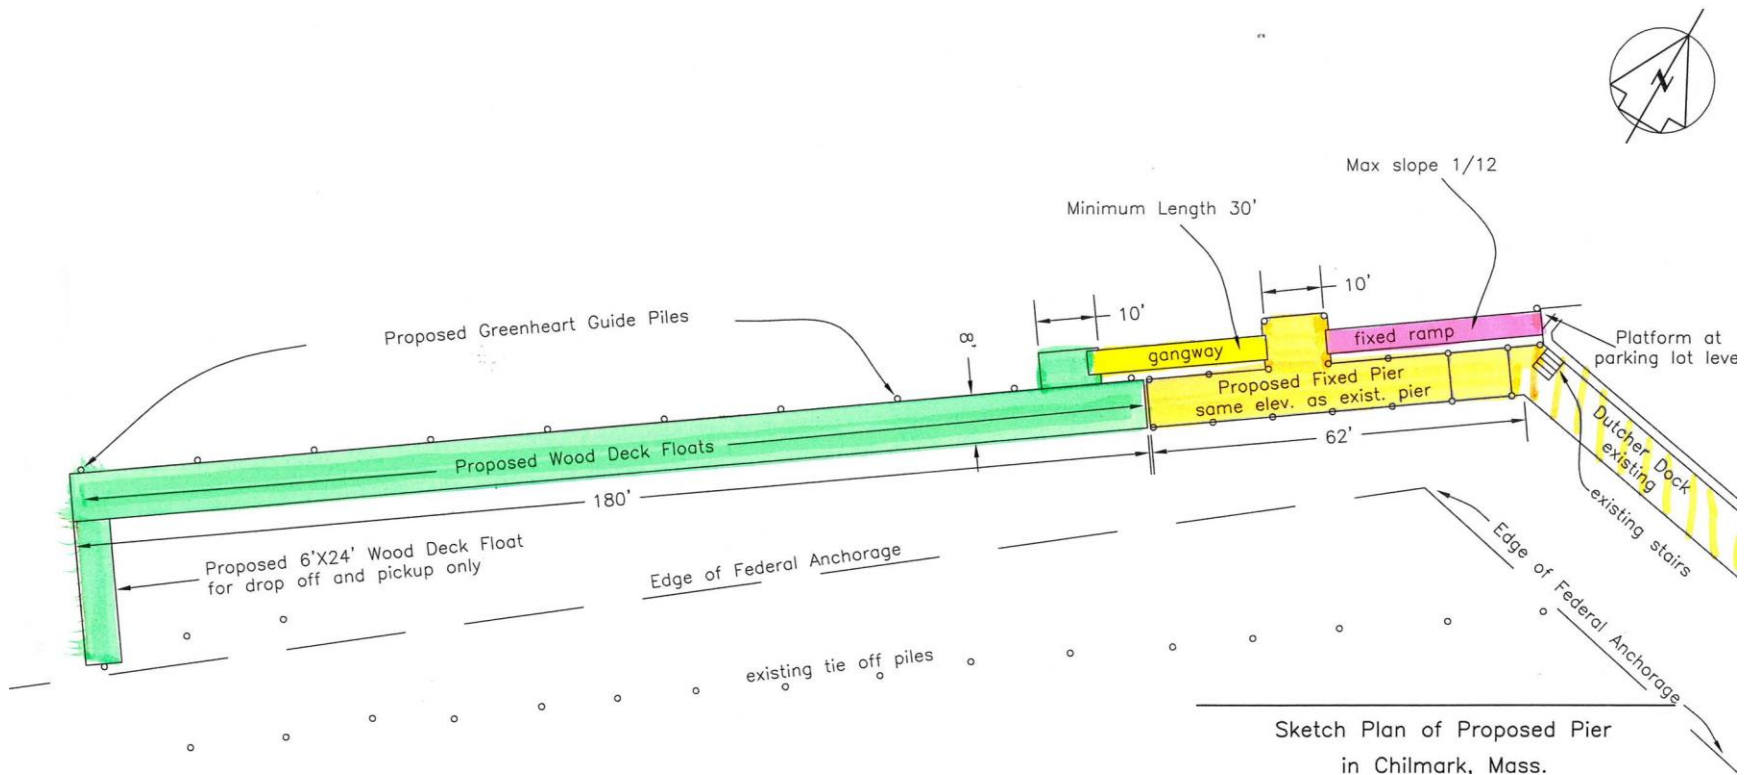 N
Max slope 1/12
Minimum Length 30'
10'
10'
Proposed Greenheart Guide Piles
8'
gangway
fixed ramp
Platform at
parking lot leve
Proposed Fixed Pier
same elev. as exist. pier
Proposed Wood Deck Floats
62'
180'
Dutcher Dock
existing
existing stairs
Proposed 6'X24' Wood Deck Float
for drop off and pickup only
Edge of Federal Anchorage
Edge of Federal Anchorage
existing tie off piles
Sketch Plan of Proposed Pier
in Chilmark, Mass.